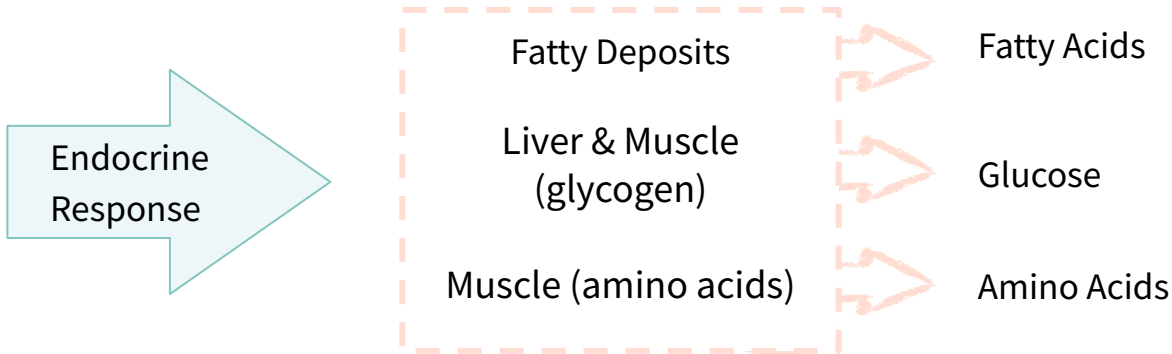 Endocrine
Response
Fatty Deposits
Liver & Muscle
(glycogen)
Muscle (amino acids)
Fatty Acids
Glucose
Amino Acids